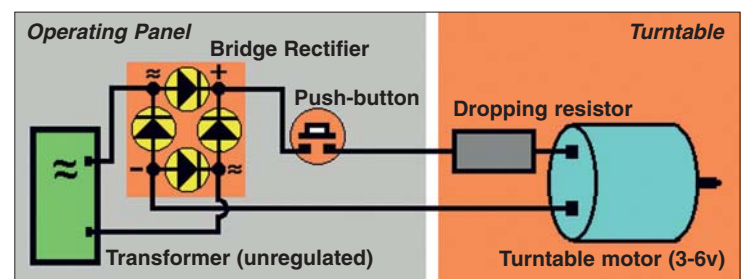 Operating Panel
Turntable
Bridge Rectifier
≈ +
Push-button
Dropping resistor
≈
- ≈
Transformer (unregulated)
Turntable motor (3-6v)